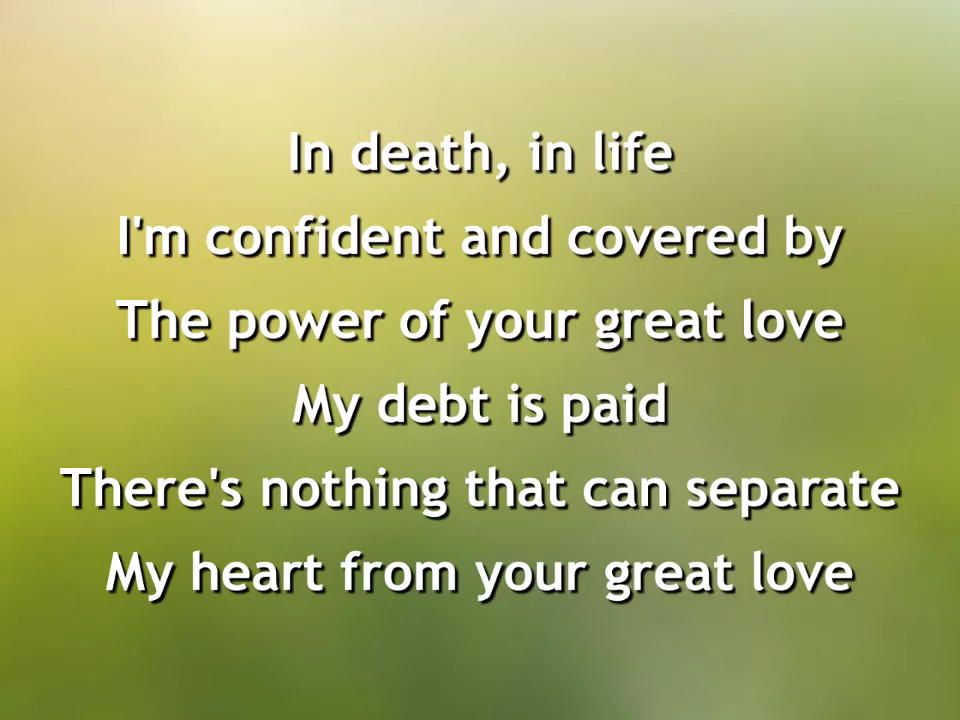 In death, in life
I'm confident and covered by
The power of your great love
My debt is paid
There's nothing that can separate
My heart from your great love